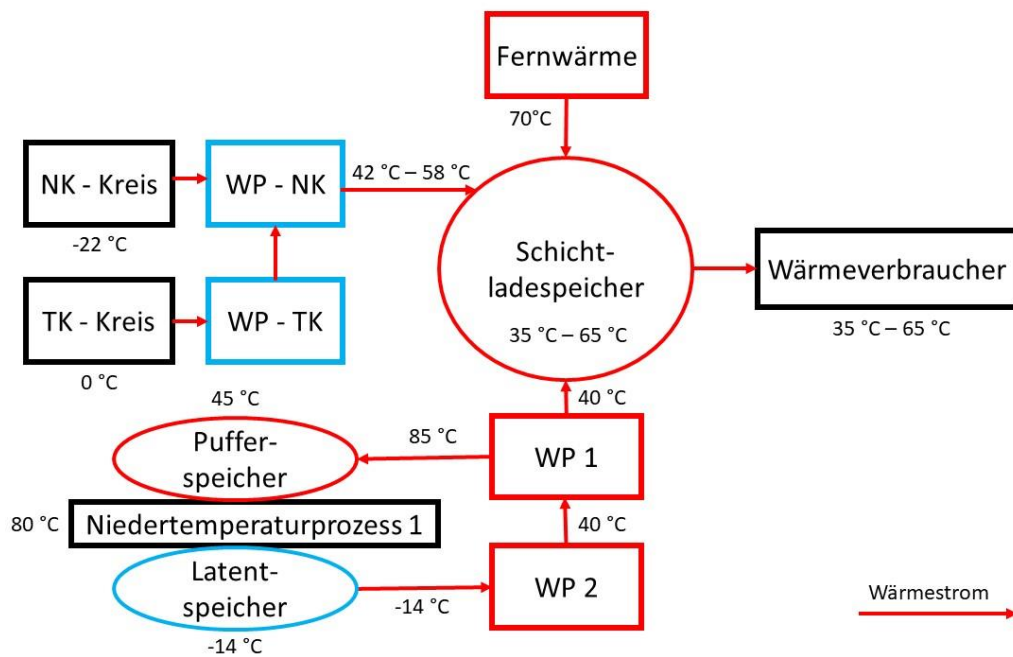 Fernwärme
70°C
NK - Kreis
WP - NK
42 °C – 58 °C
-22 °C
Schicht-
ladespeicher
35 °C – 65 °C
Wärmeverbraucher
35 °C – 65 °C
TK - Kreis
WP - TK
0 °C
45 °C
40 °C
Puffer-
speicher
85 °C
WP 1
80 °C
Niedertemperaturprozess 1
40 °C
Latent-
speicher
-14 °C
WP 2
-14 °C
Wärmestrom